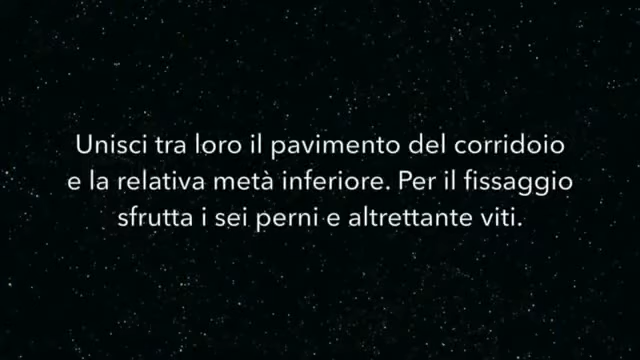 Unisci tra loro il pavimento del corridoio
e la relativa metà inferiore. Per il fissaggio
sfrutta i sei perni e altrettante viti.